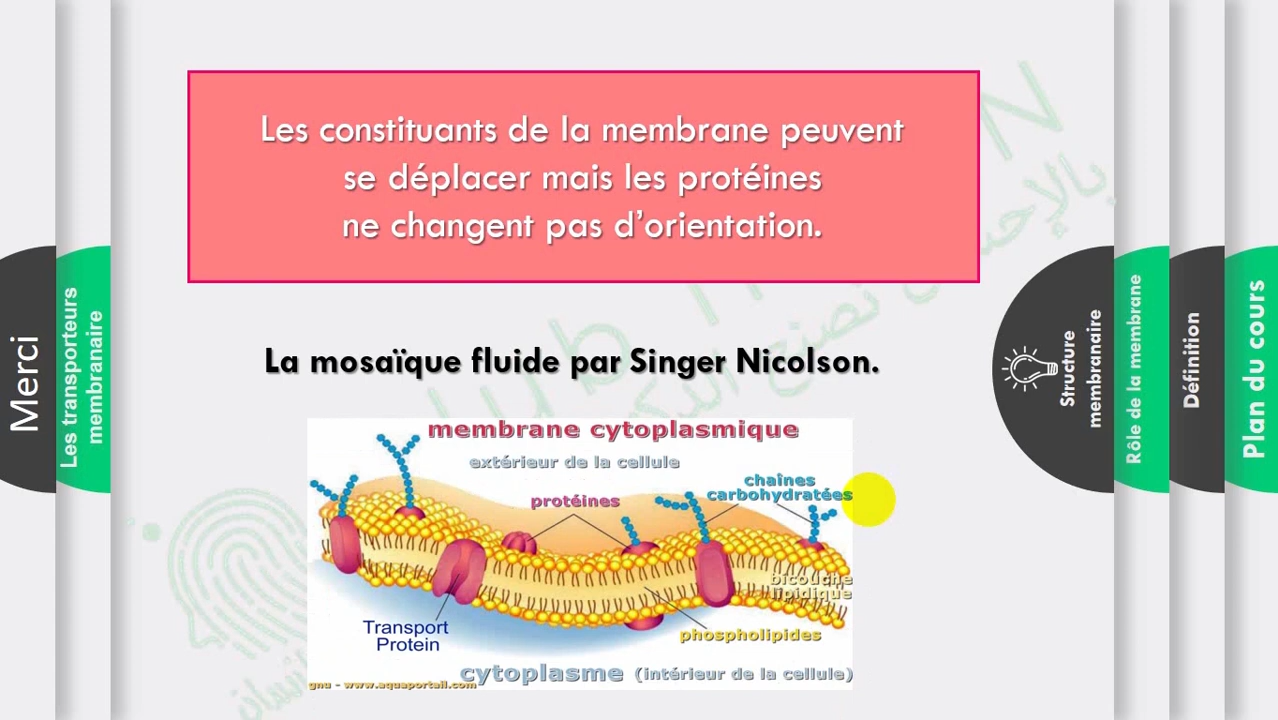 Les constituants de la membrane peuvent
se déplacer mais les protéines
ne changent pas d'orientation.
La mosaïque fluide par Singer Nicolson.
membrane cytoplasmique
extérieur de la cellule
protéines
chaînes
carbohydratées
bicouche
lipidique
Transport
Protein
phospholipides
cytoplasme (intérieur de la cellule)
gnu - www.aquaportail.com
Merci
Les transporteurs
membranaire
Structure
membranaire
Rôle de la membrane
Définition
Plan du cours